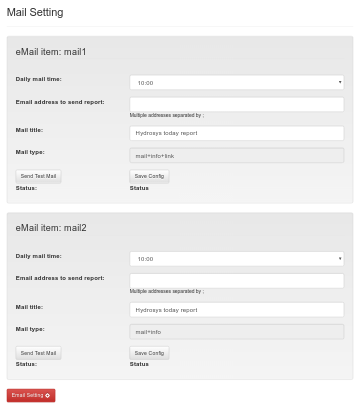 Mail Setting
eMail item: mail1
Daily mail time: 10:00
Email address to send report:
Multiple addresses separated by ;
Mail title: Hydrosys today report
Mail type: mail+info+link
Send Test Mail Save Config
Status: Status
eMail item: mail2
Daily mail time: 10:00
Email address to send report:
Multiple addresses separated by ;
Mail title: Hydrosys today report
Mail type: mail+info
Send Test Mail Save Config
Status: Status
Email Setting